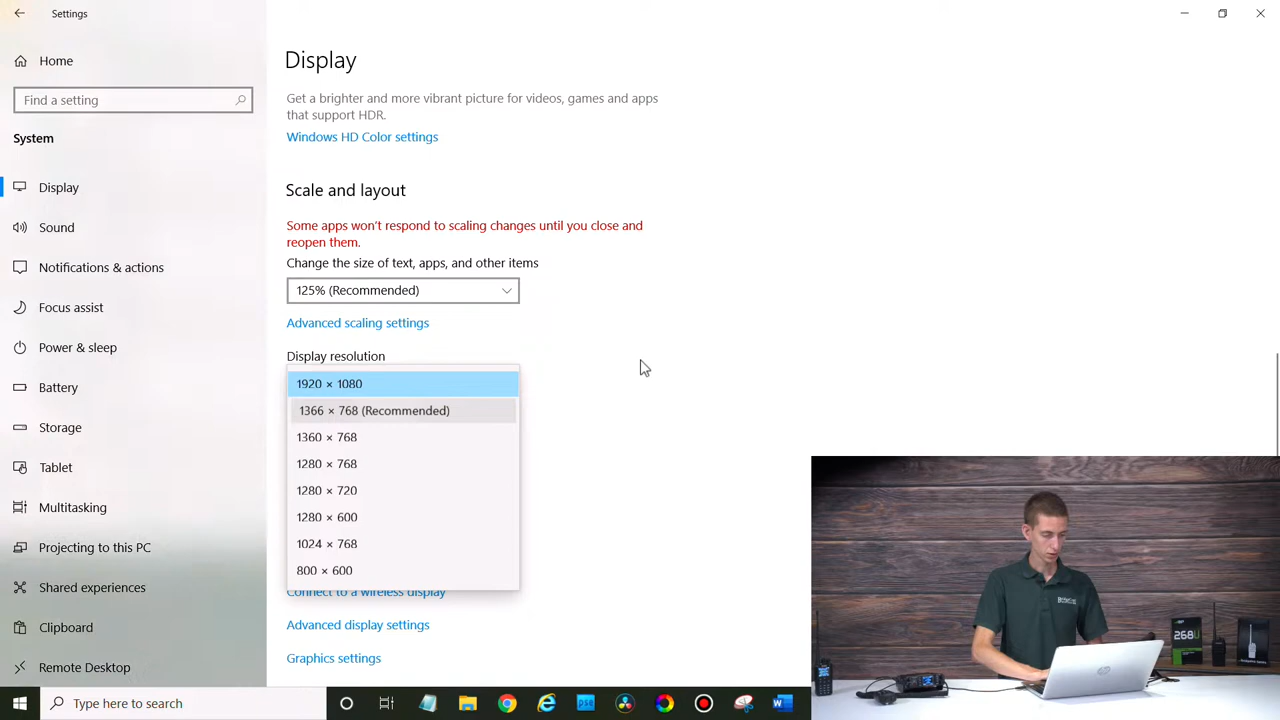 Settings
Home
Find a setting
System
Display
Sound
Notifications & actions
Focus assist
Power & sleep
Battery
Storage
Tablet
Multitasking
Projecting to this PC
Shared experiences
Clipboard
Remote Desktop
Display
Get a brighter and more vibrant picture for videos, games and apps
that support HDR.
Windows HD Color settings
Scale and layout
Some apps won’t respond to scaling changes until you close and
reopen them.
Change the size of text, apps, and other items
125% (Recommended)
Advanced scaling settings
Display resolution
1920 × 1080
1366 × 768 (Recommended)
1360 × 768
1280 × 768
1280 × 720
1280 × 600
1024 × 768
800 × 600
Connect to a wireless display
Advanced display settings
Graphics settings
268U
hp
Type here to search
pse
W